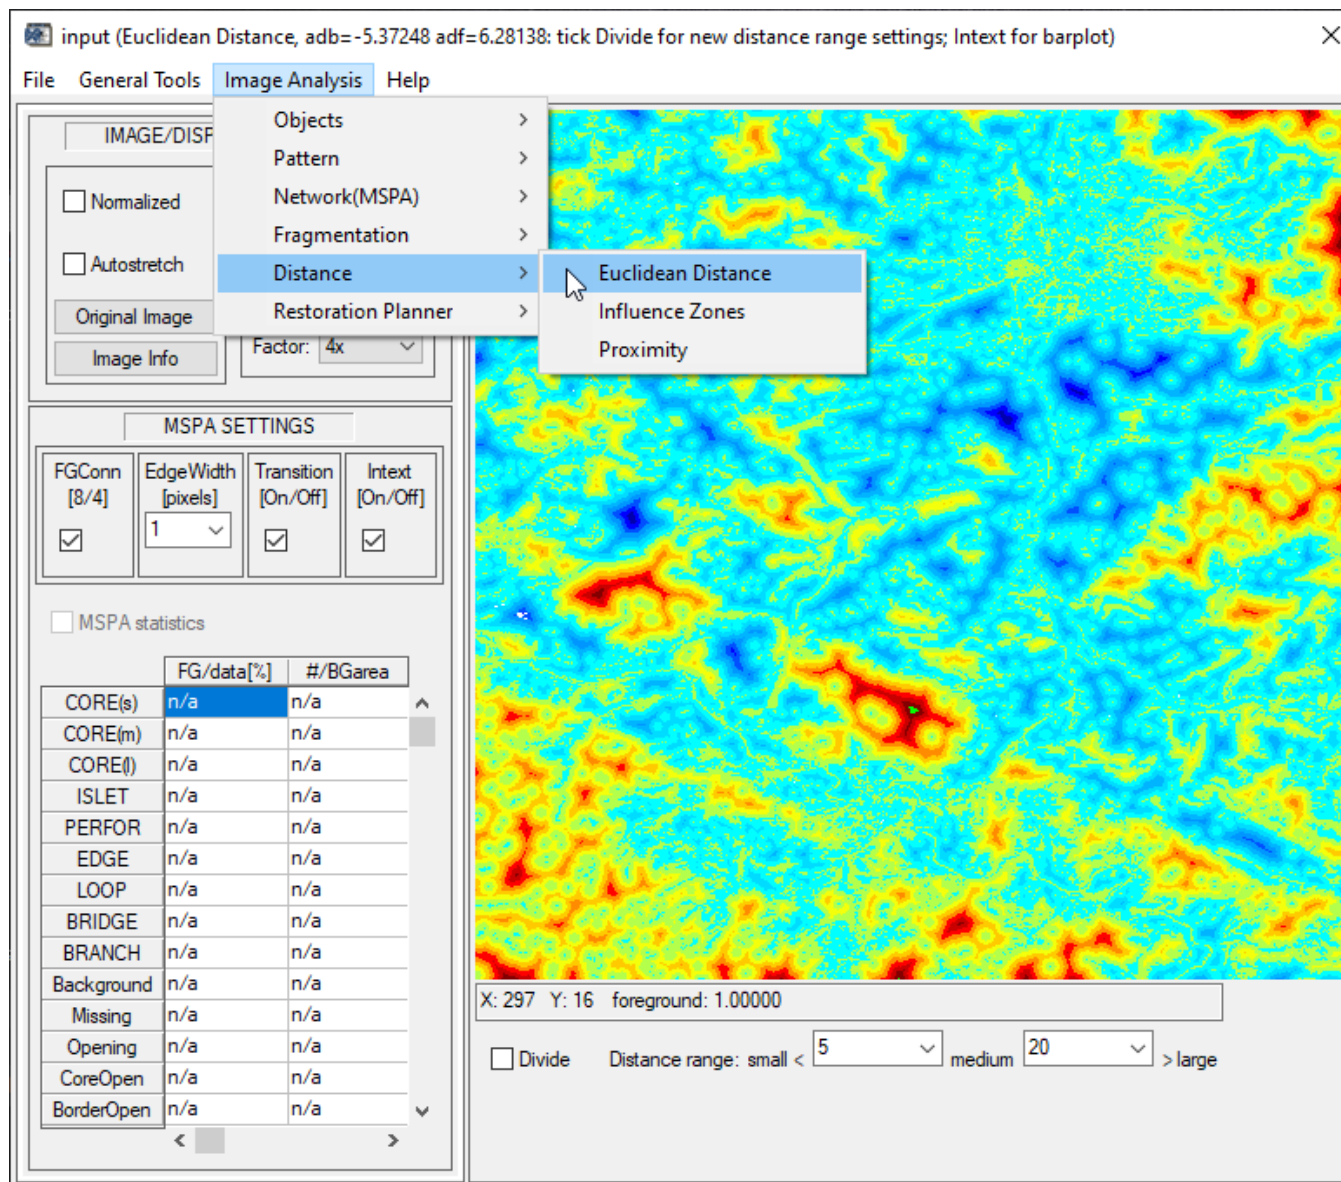 input (Euclidean Distance, adb=-5.37248 adf=6.28138: tick Divide for new distance range settings; Intext for barplot)
File General Tools Image Analysis Help
Objects
Pattern
Network(MSPA)
Fragmentation
Distance
Restoration Planner
Euclidean Distance
Influence Zones
Proximity
IMAGE/DISP
Normalized
Autostretch
Original Image
Image Info
Factor: 4x
MSPA SETTINGS
FGConn EdgeWidth Transition Intext
[8/4] [pixels] [On/Off] [On/Off]
1
MSPA statistics
FG/data[%] #/BGarea
CORE(s) n/a n/a
CORE(m) n/a n/a
CORE(l) n/a n/a
ISLET n/a n/a
PERFOR n/a n/a
EDGE n/a n/a
LOOP n/a n/a
BRIDGE n/a n/a
BRANCH n/a n/a
Background n/a n/a
Missing n/a n/a
Opening n/a n/a
CoreOpen n/a n/a
BorderOpen n/a n/a
X: 297 Y: 16 foreground: 1.00000
Divide Distance range: small < 5 medium 20 > large